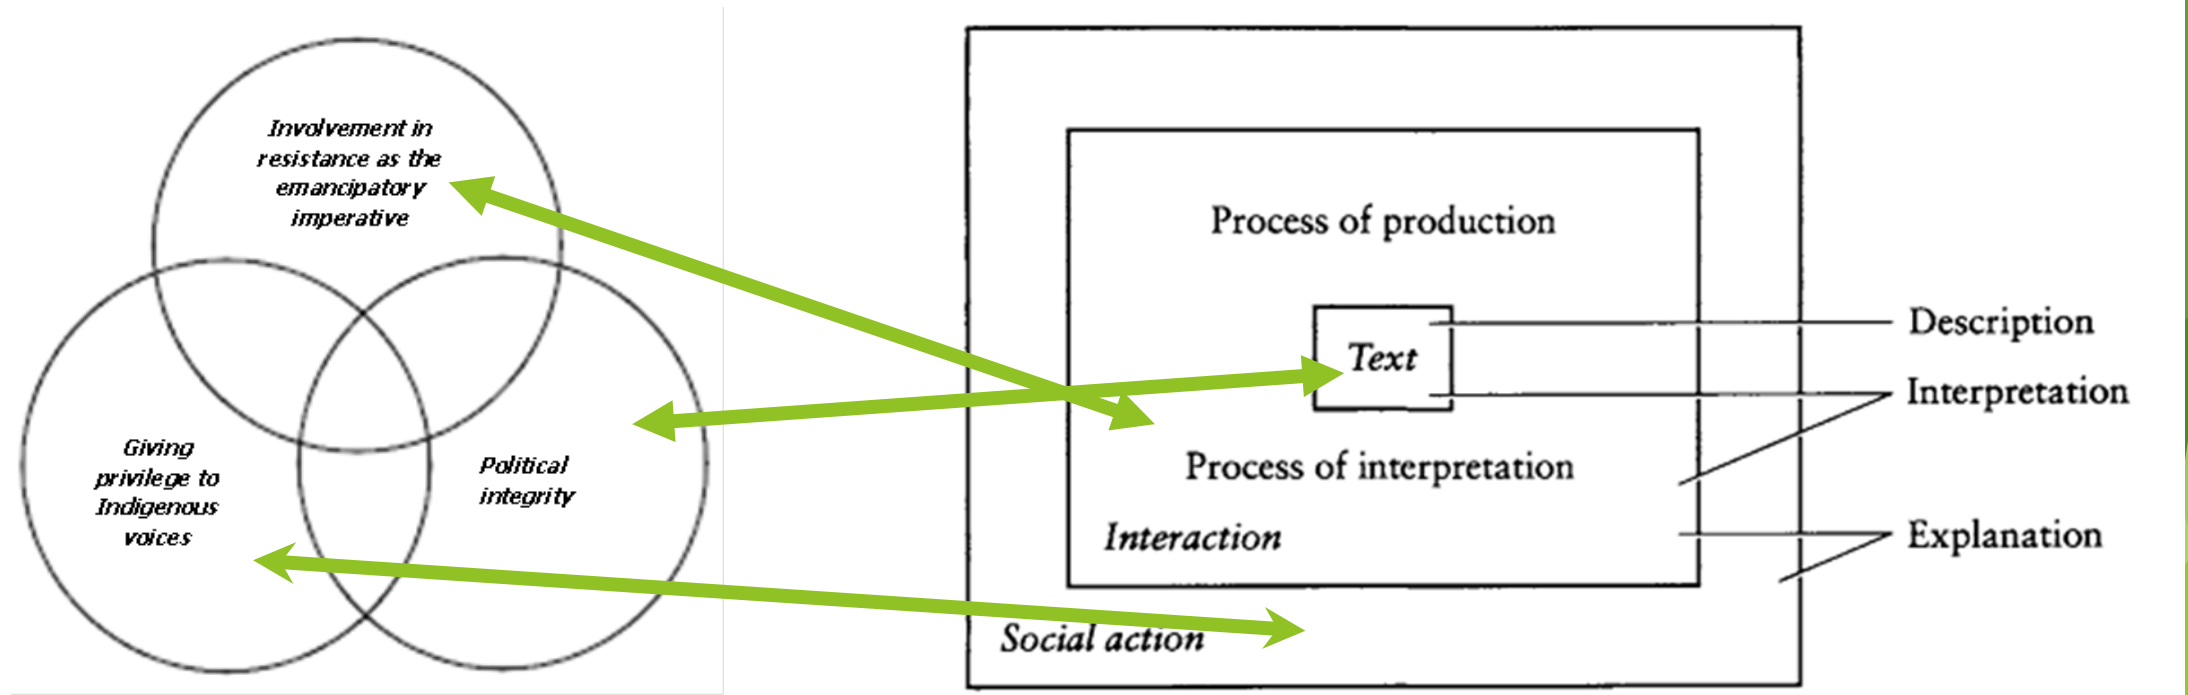 Involvement in
resistance as the
emancipatory
imperative
Giving
privilege to
Indigenous
voices
Political
integrity
Process of production
Text
Process of interpretation
Interaction
Social action
Description
Interpretation
Explanation